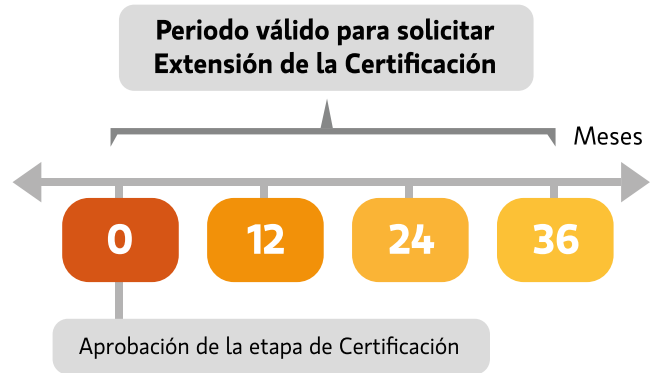 Periodo válido para solicitar
Extensión de la Certificación
Meses
0
12
24
36
Aprobación de la etapa de Certificación